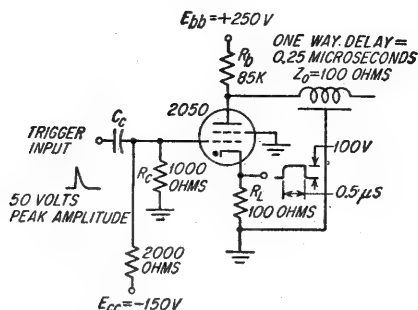 Ebb=+250V
Rb
85K
ONE WAY DELAY=
0.25 MICROSECONDS
Z0=100 OHMS
2050
Cc
TRIGGER
INPUT
50 VOLTS
PEAK AMPLITUDE
Rc
1000
OHMS
100V
0.5μS
RL
100 OHMS
2000
OHMS
Ecc=-150V